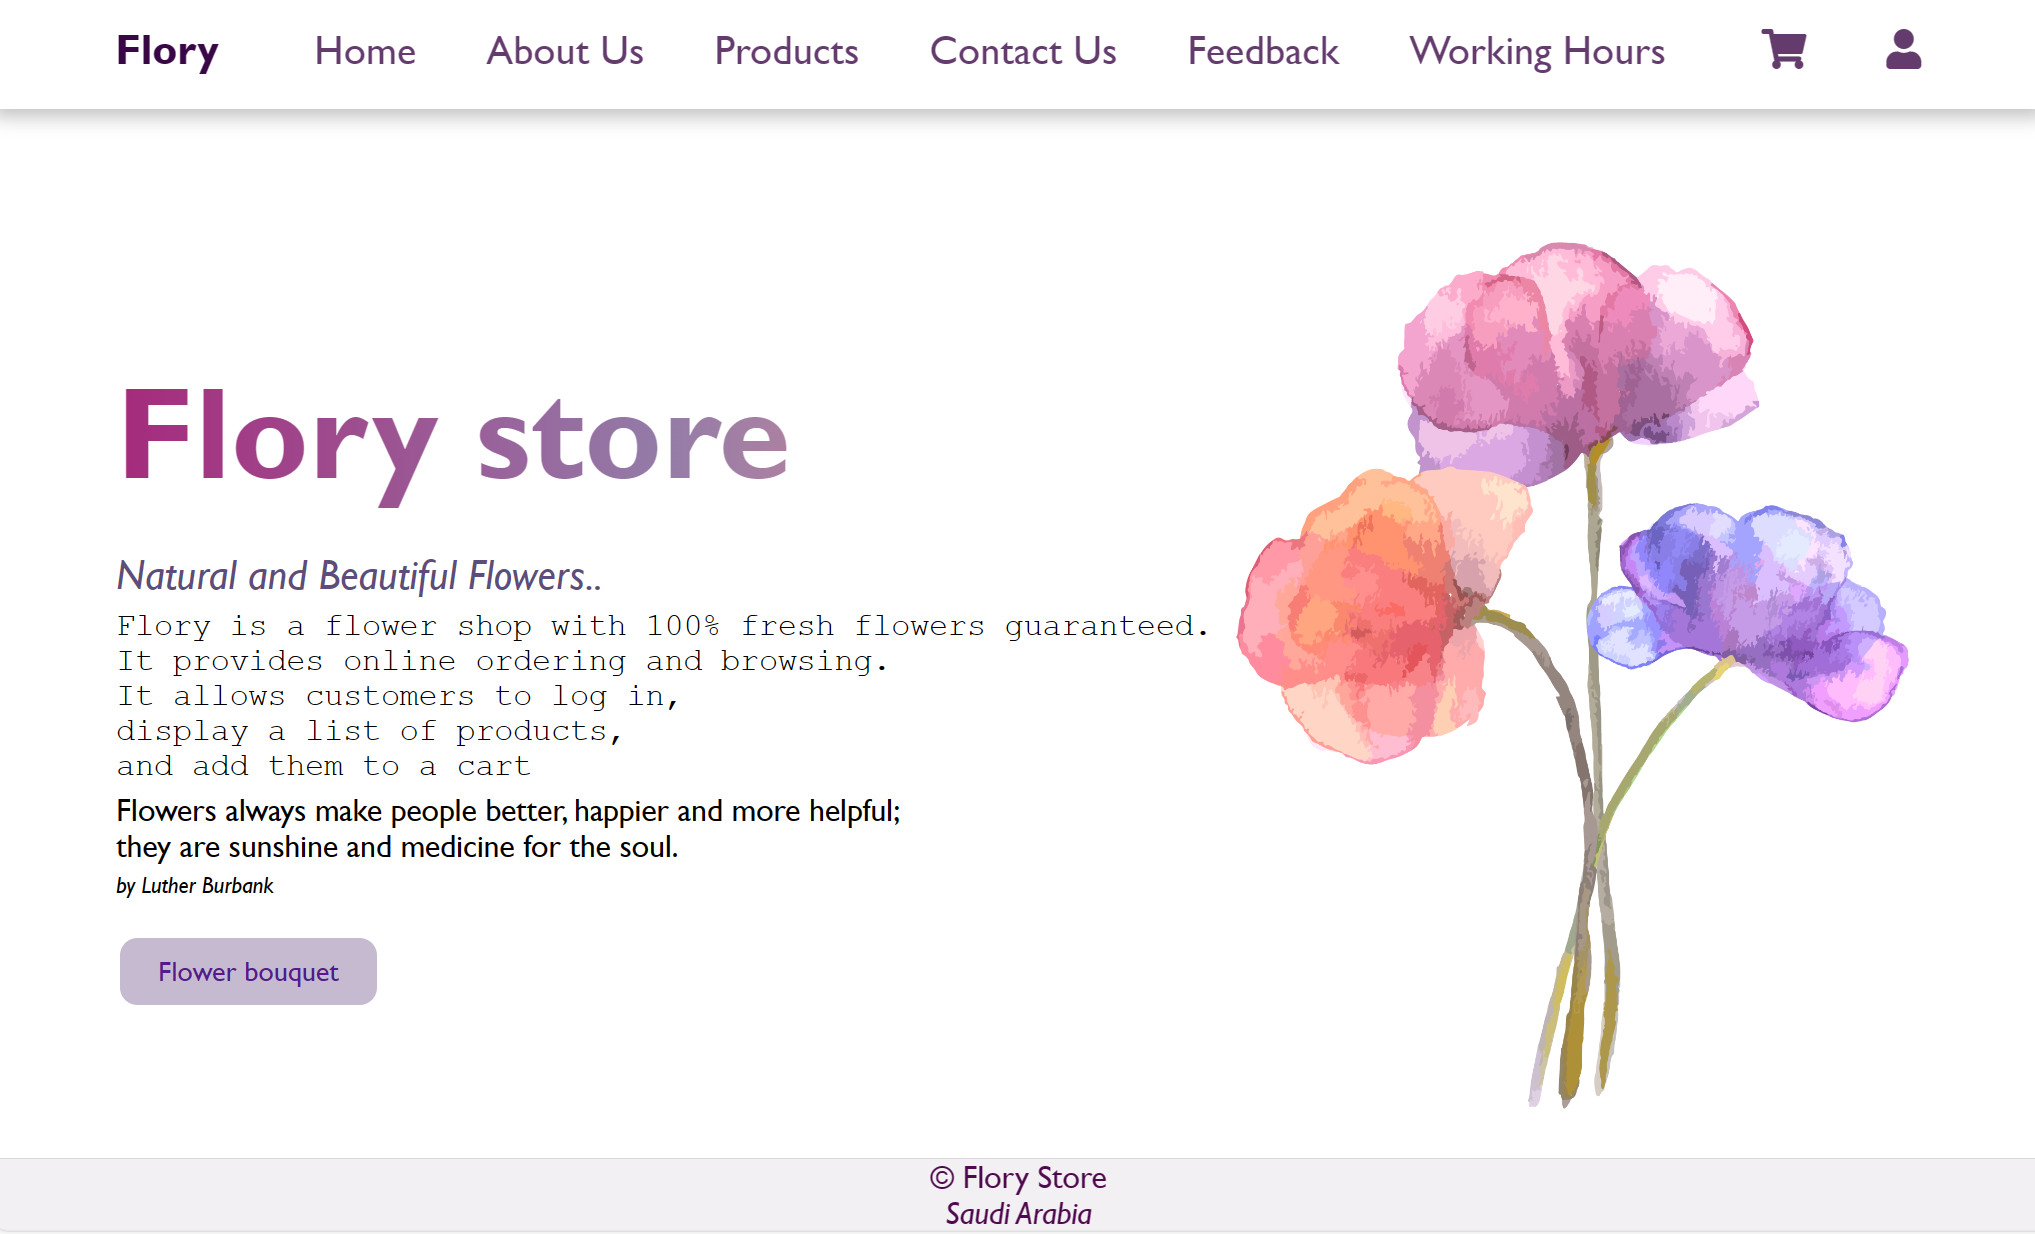 Flory Home About Us Products Contact Us Feedback Working Hours
Flory store
Natural and Beautiful Flowers..
Flory is a flower shop with 100% fresh flowers guaranteed.
It provides online ordering and browsing.
It allows customers to log in,
display a list of products,
and add them to a cart
Flowers always make people better, happier and more helpful;
they are sunshine and medicine for the soul.
by Luther Burbank
Flower bouquet
© Flory Store
Saudi Arabia